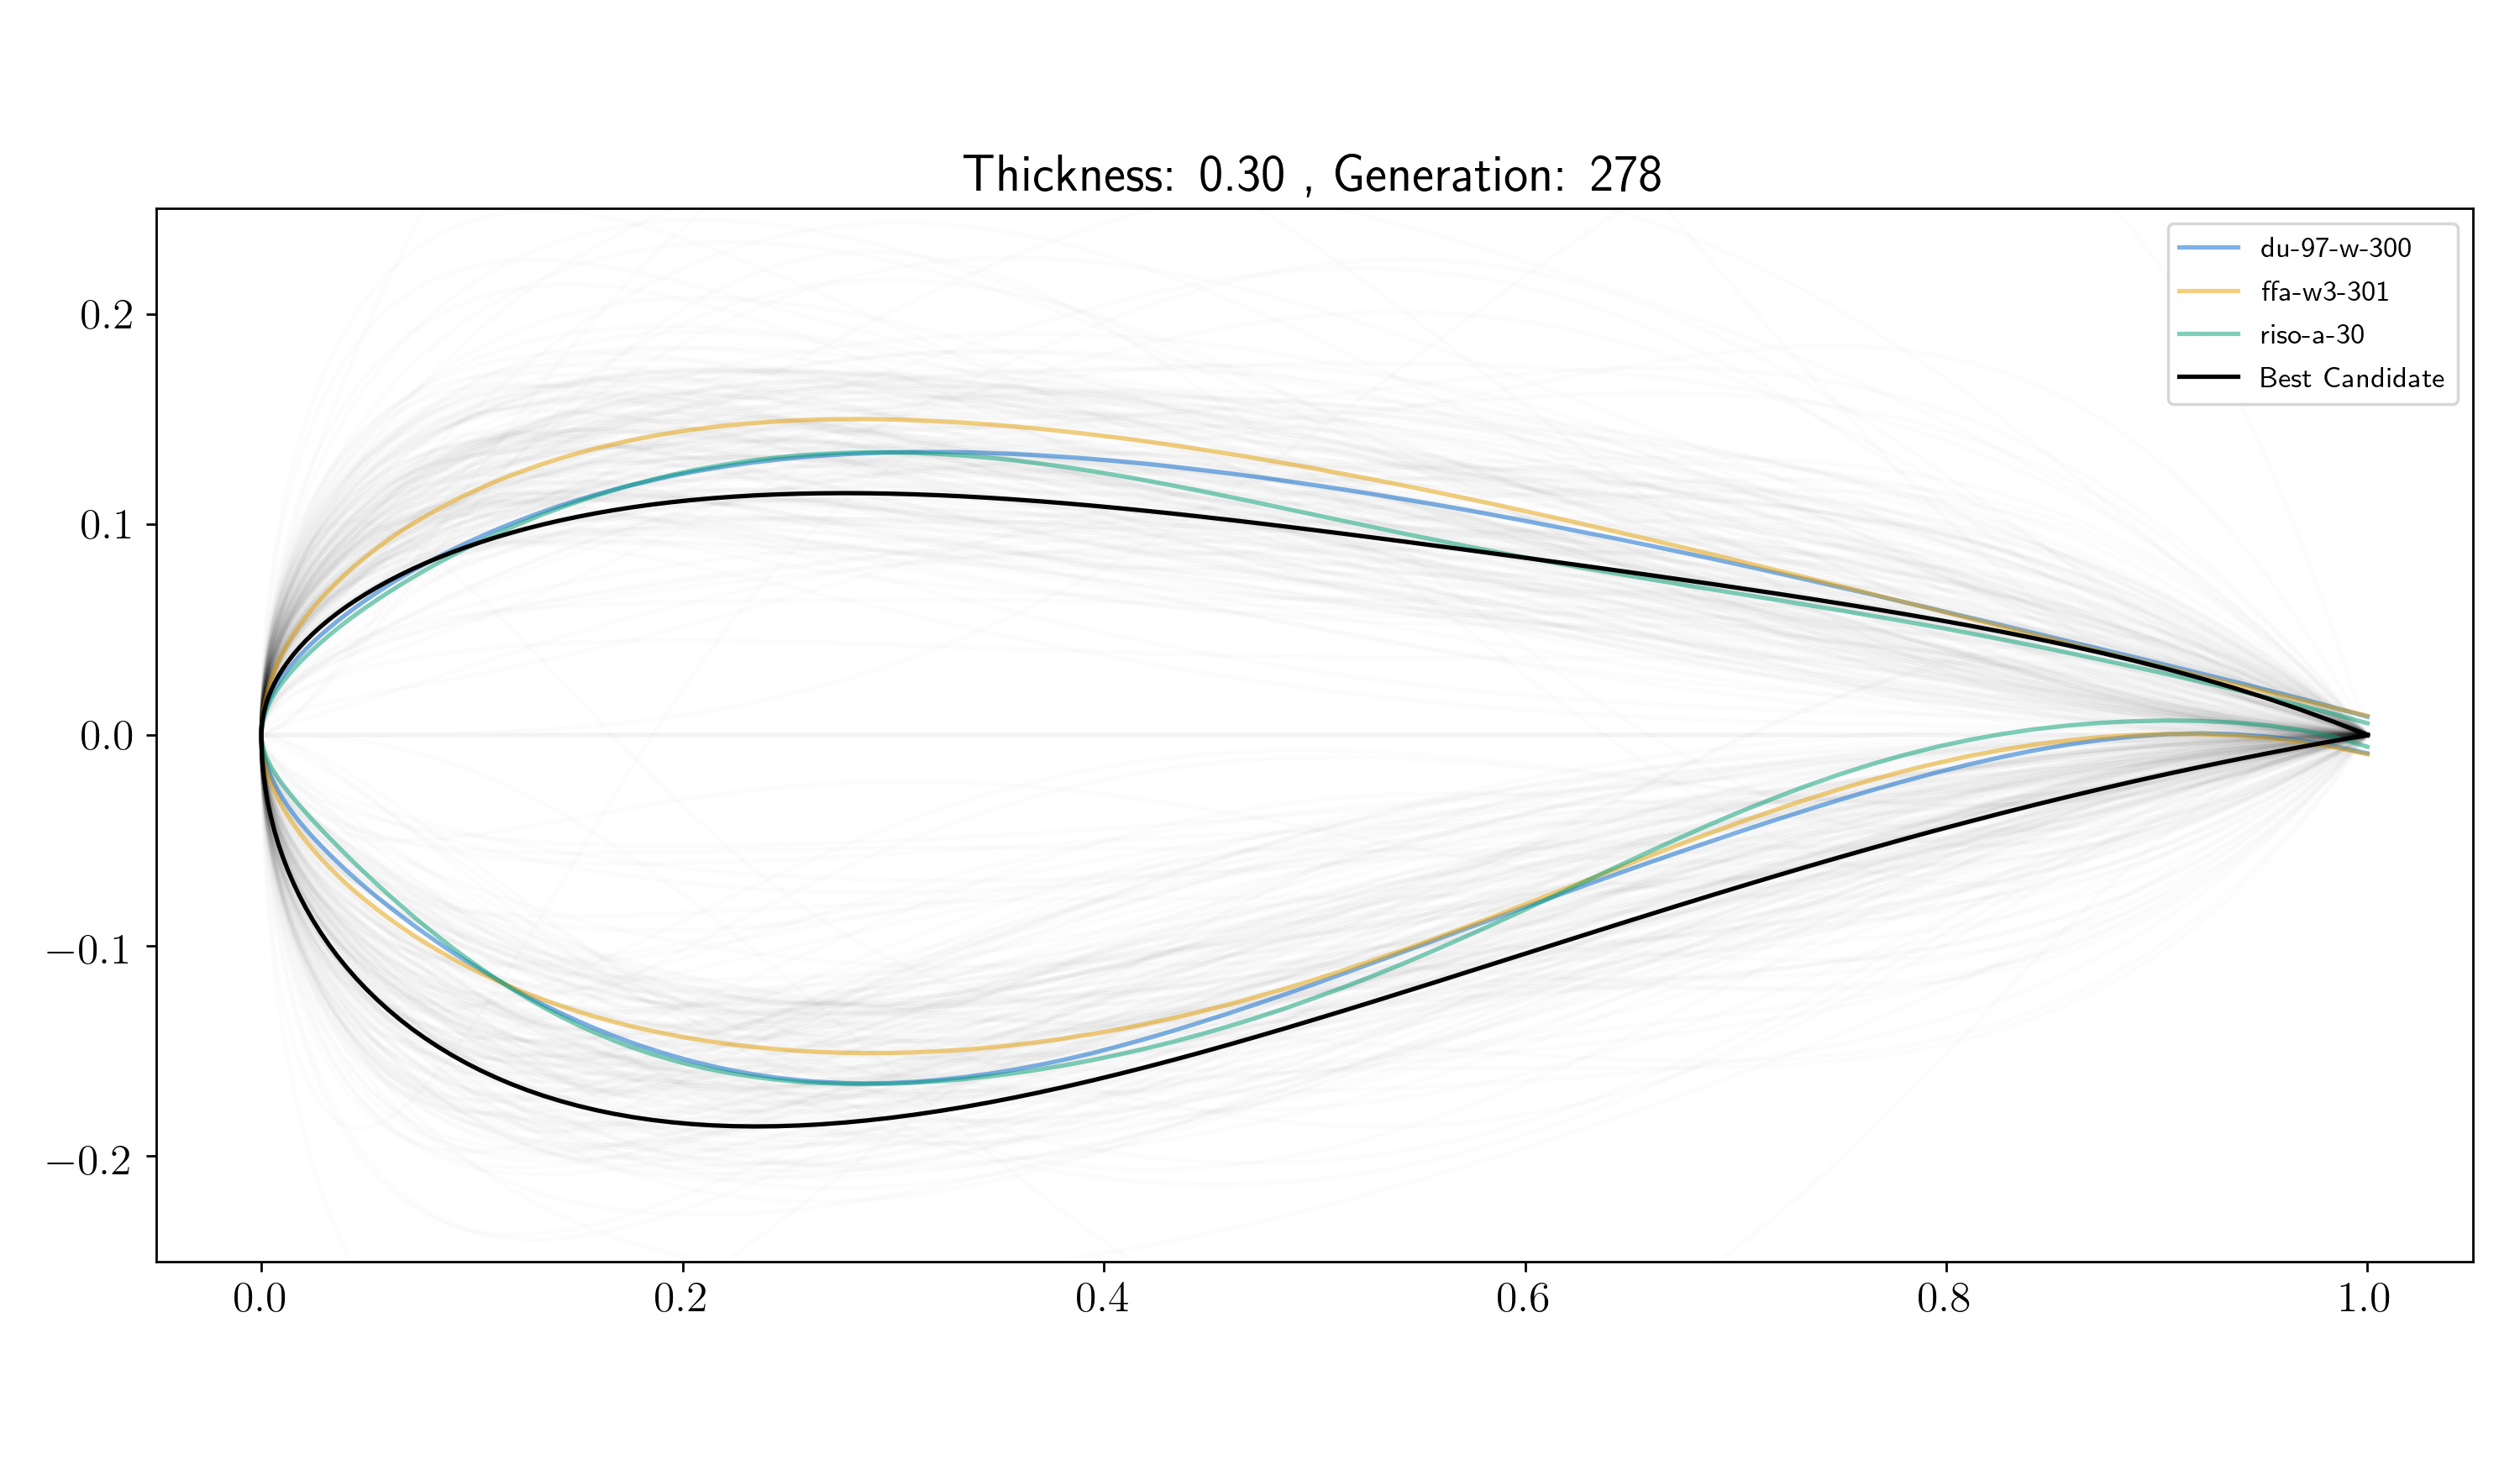 Thickness: 0.30 , Generation: 278
du-97-w-300
ffa-w3-301
riso-a-30
Best Candidate
0.2
0.1
0.0
−0.1
−0.2
0.0 0.2 0.4 0.6 0.8 1.0